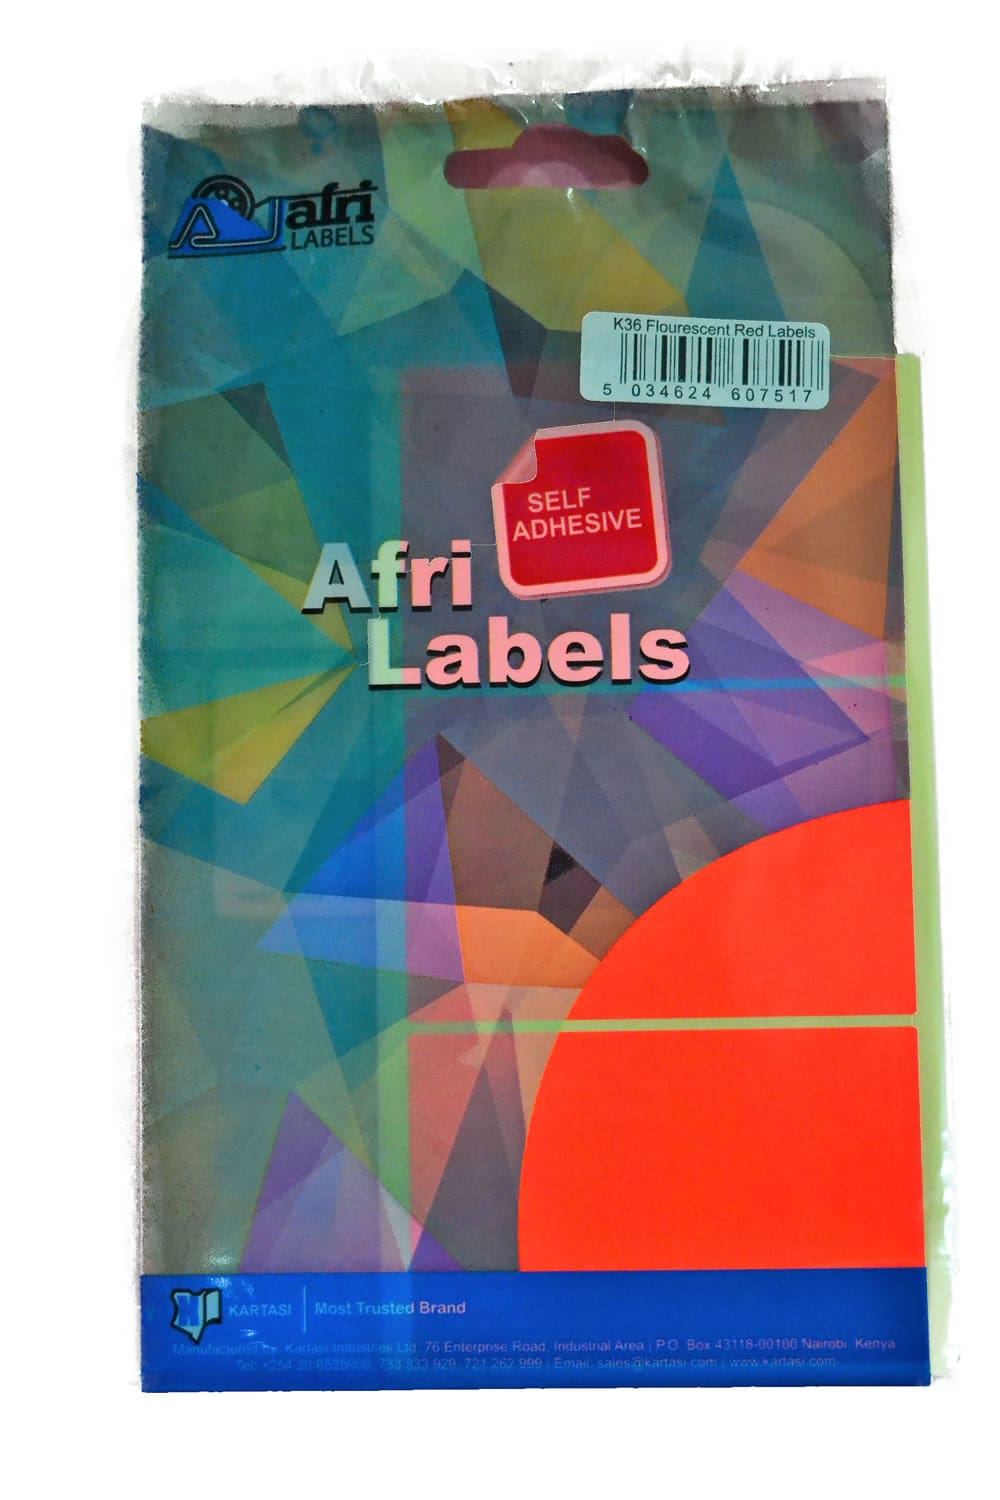 afri
LABELS
K36 Flourescent Red Labels
5 034624 607517
SELF
ADHESIVE
Afri
Labels
KARTASI | Most Trusted Brand
Manufactured by: Kartasi Industries Ltd. 76 Enterprise Road, Industrial Area | P.O. Box 43118-00100 Nairobi, Kenya
Tel: +254 20 733 333 929, 721 262 999 | Email: sales@kartasi.com | www.kartasi.com